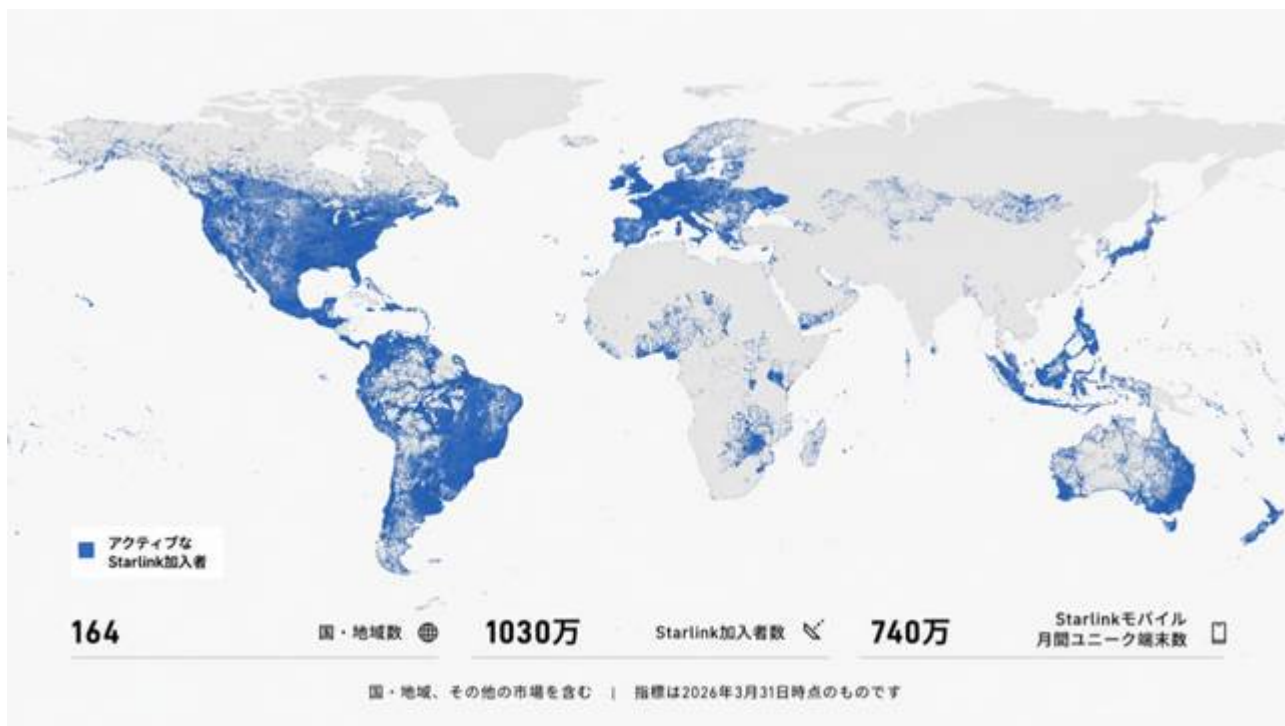 アクティブな
Starlink加入者
164
国・地域数
1030万
Starlink加入者数
740万
Starlinkモバイル
月間ユニーク端末数
国・地域、その他の市場を含む | 指標は2026年3月31日時点のものです